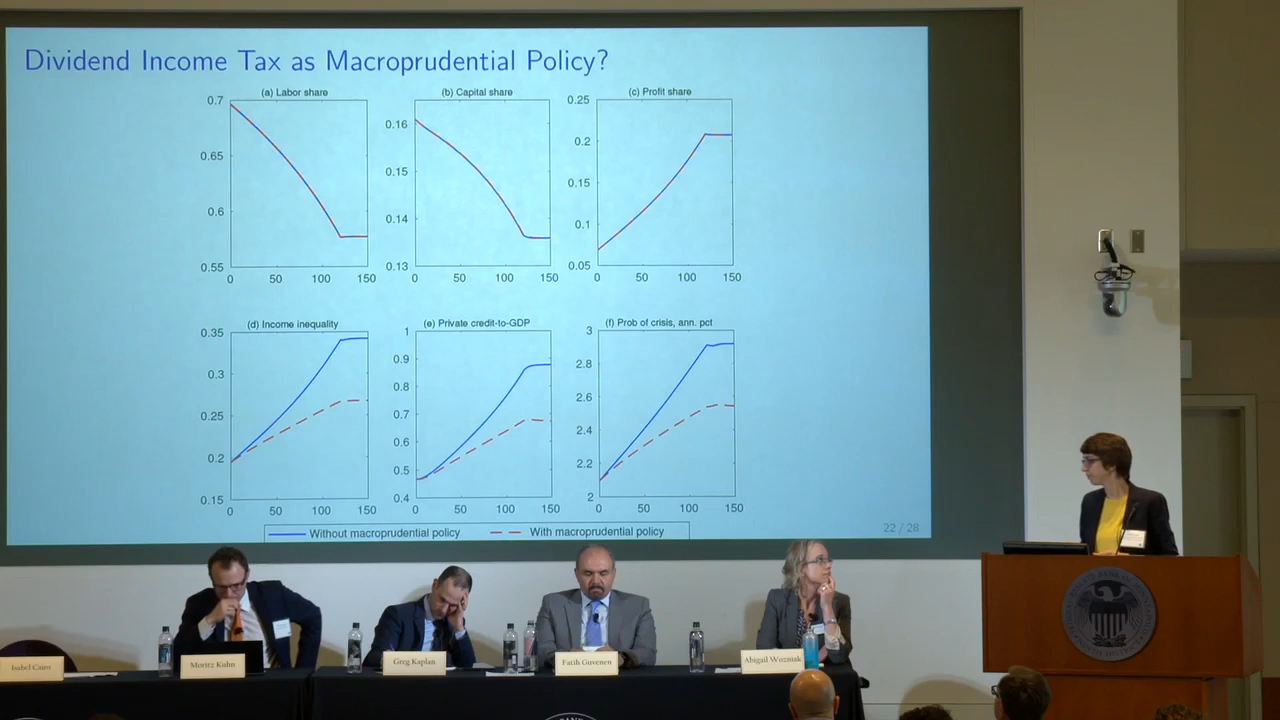 Dividend Income Tax as Macroprudential Policy?
(a) Labor share
(b) Capital share
(c) Profit share
0.7
0.65
0.6
0.55
0 50 100 150
0.16
0.15
0.14
0.13
0 50 100 150
0.25
0.2
0.15
0.1
0.05
0 50 100 150
(d) Income inequality
(e) Private credit-to-GDP
(f) Prob of crisis, ann. pct
0.35
0.3
0.25
0.2
0.15
0 50 100 150
1
0.9
0.8
0.7
0.6
0.5
0.4
0 50 100 150
3
2.8
2.6
2.4
2.2
2
0 50 100 150
Without macroprudential policy
With macroprudential policy
22 / 28
Isabel Cairo
Moritz Kuhn
Greg Kaplan
Fatih Guvenen
Abigail Wozniak